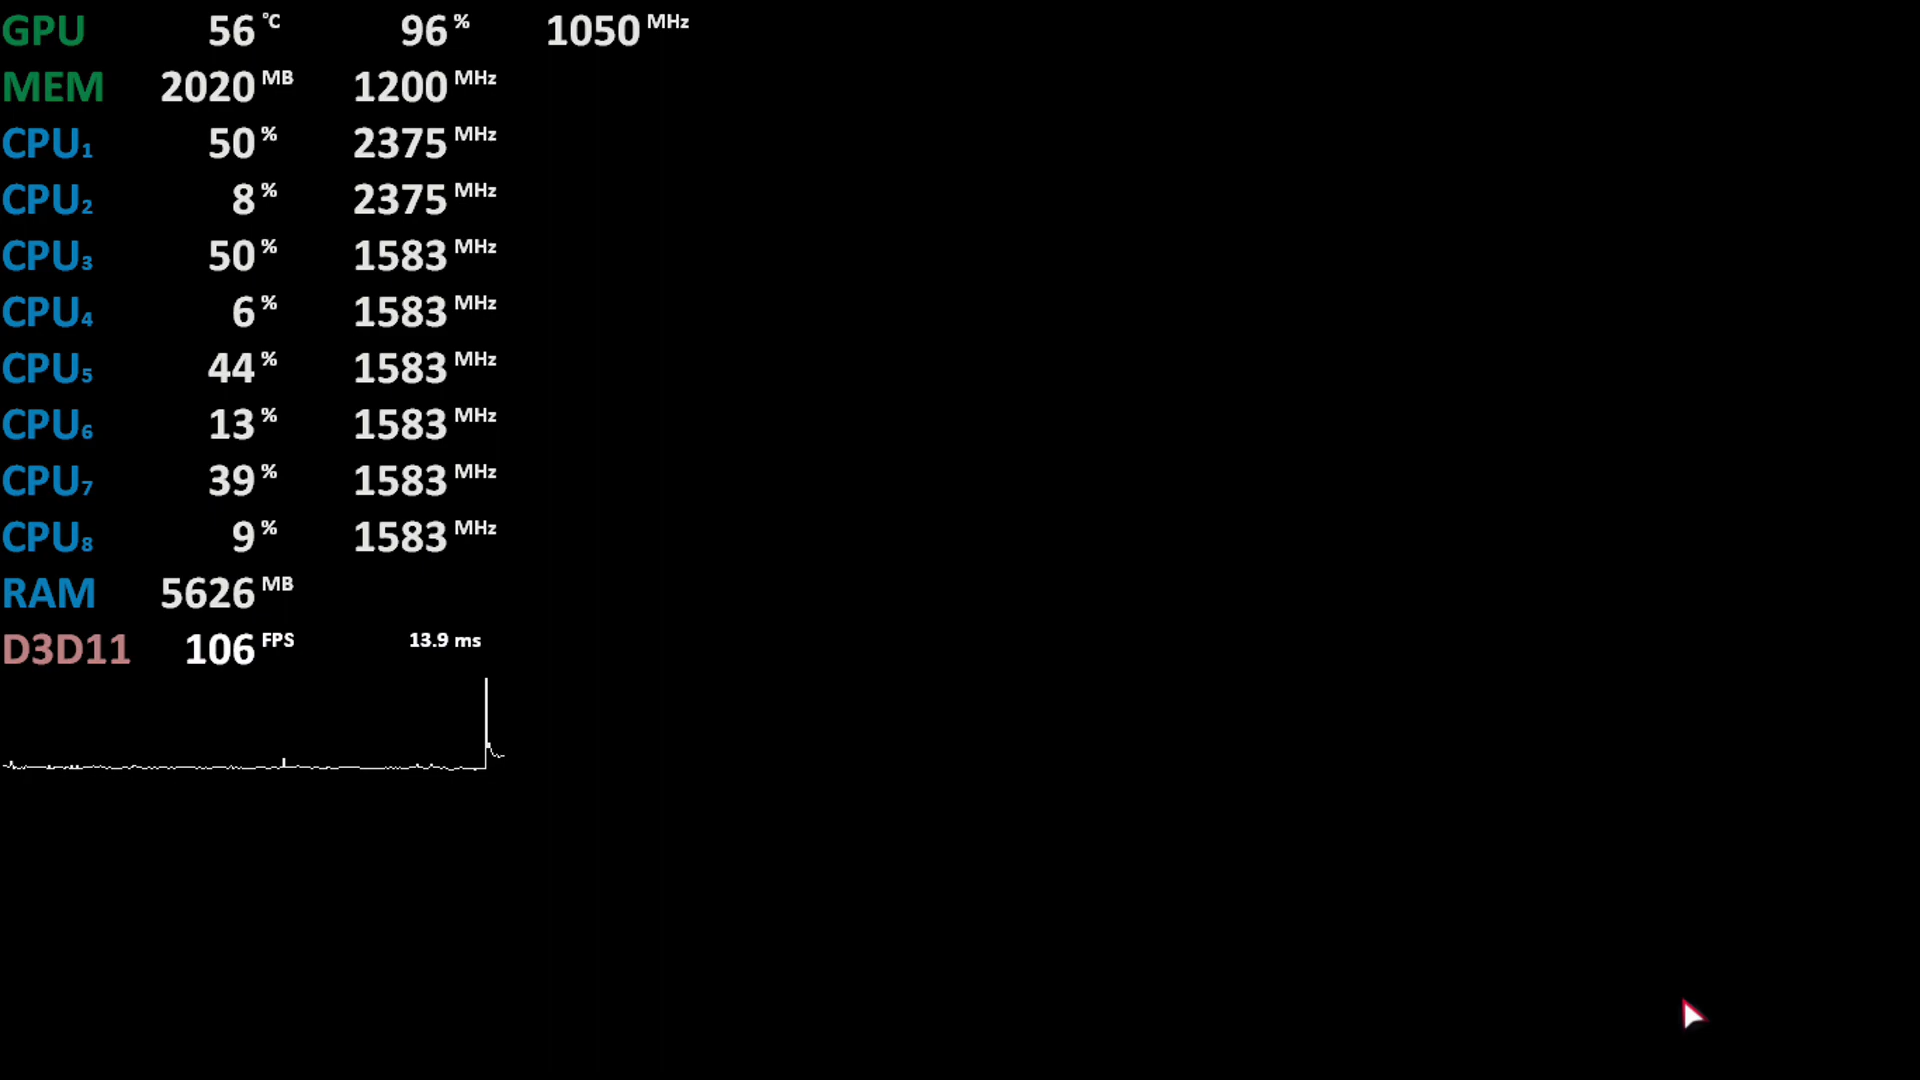 GPU 56 °C 96 % 1050 MHz
MEM 2020 MB 1200 MHz
CPU1 50 % 2375 MHz
CPU2 8 % 2375 MHz
CPU3 50 % 1583 MHz
CPU4 6 % 1583 MHz
CPU5 44 % 1583 MHz
CPU6 13 % 1583 MHz
CPU7 39 % 1583 MHz
CPU8 9 % 1583 MHz
RAM 5626 MB
D3D11 106 FPS 13.9 ms